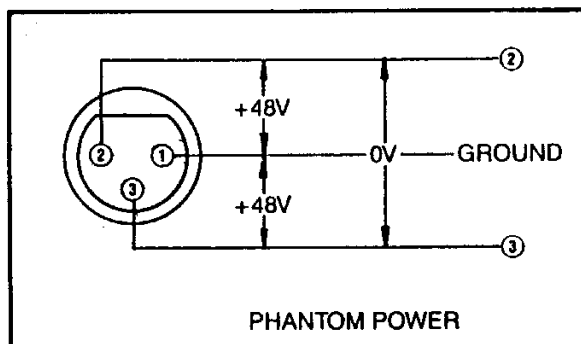 ②
+48V
② ① 0V GROUND
③
+48V
③
PHANTOM POWER